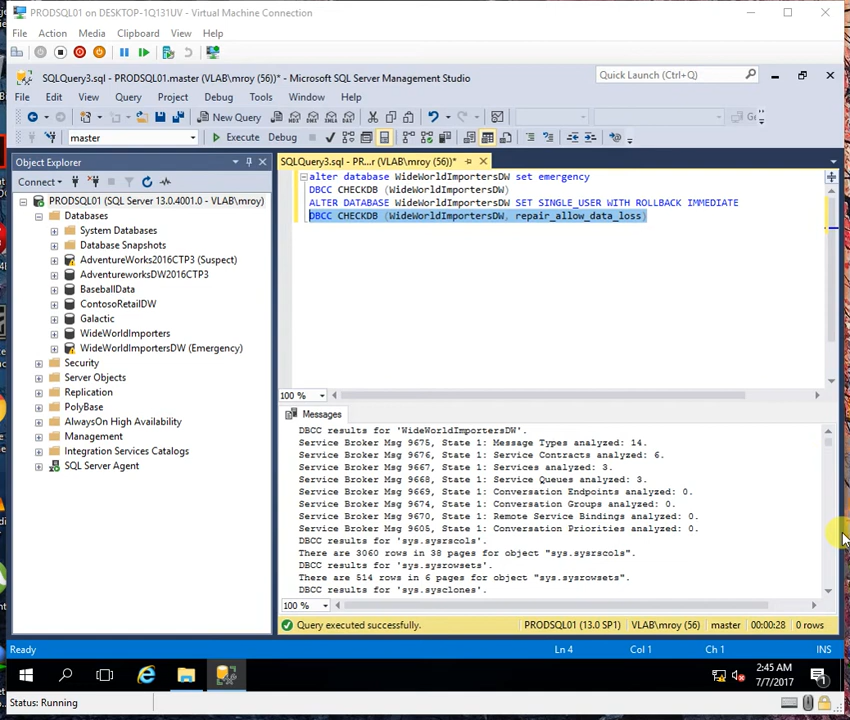 PRODSQL01 on DESKTOP-1Q131UV - Virtual Machine Connection
File Action Media Clipboard View Help
SQLQuery3.sql - PRODSQL01.master (VLAB\mroy (56))* - Microsoft SQL Server Management Studio
Quick Launch (Ctrl+Q)
File Edit View Query Project Debug Tools Window Help
New Query
Ge
master
Execute Debug
Object Explorer
SQLQuery3.sql - PR...r (VLAB\mroy (56))*
Connect
PRODSQL01 (SQL Server 13.0.4001.0 - VLAB\mroy)
Databases
System Databases
Database Snapshots
AdventureWorks2016CTP3 (Suspect)
AdventureworksDW2016CTP3
BaseballData
ContosoRetailDW
Galactic
WideWorldImporters
WideWorldImportersDW (Emergency)
Security
Server Objects
Replication
PolyBase
AlwaysOn High Availability
Management
Integration Services Catalogs
SQL Server Agent
alter database WideWorldImportersDW set emergency
DBCC CHECKDB (WideWorldImportersDW)
ALTER DATABASE WideWorldImportersDW SET SINGLE_USER WITH ROLLBACK IMMEDIATE
DBCC CHECKDB (WideWorldImportersDW, repair_allow_data_loss)
100 %
Messages
DBCC results for 'WideWorldImportersDW'.
Service Broker Msg 9675, State 1: Message Types analyzed: 14.
Service Broker Msg 9676, State 1: Service Contracts analyzed: 6.
Service Broker Msg 9667, State 1: Services analyzed: 3.
Service Broker Msg 9668, State 1: Service Queues analyzed: 3.
Service Broker Msg 9669, State 1: Conversation Endpoints analyzed: 0.
Service Broker Msg 9674, State 1: Conversation Groups analyzed: 0.
Service Broker Msg 9670, State 1: Remote Service Bindings analyzed: 0.
Service Broker Msg 9605, State 1: Conversation Priorities analyzed: 0.
DBCC results for 'sys.sysrscols'.
There are 3060 rows in 38 pages for object "sys.sysrscols".
DBCC results for 'sys.sysrowsets'.
There are 514 rows in 6 pages for object "sys.sysrowsets".
DBCC results for 'sys.sysclones'.
100 %
Query executed successfully.
PRODSQL01 (13.0 SP1) VLAB\mroy (56) master 00:00:28 0 rows
Ready
Ln 4 Col 1 Ch 1 INS
2:45 AM
7/7/2017
1
Status: Running